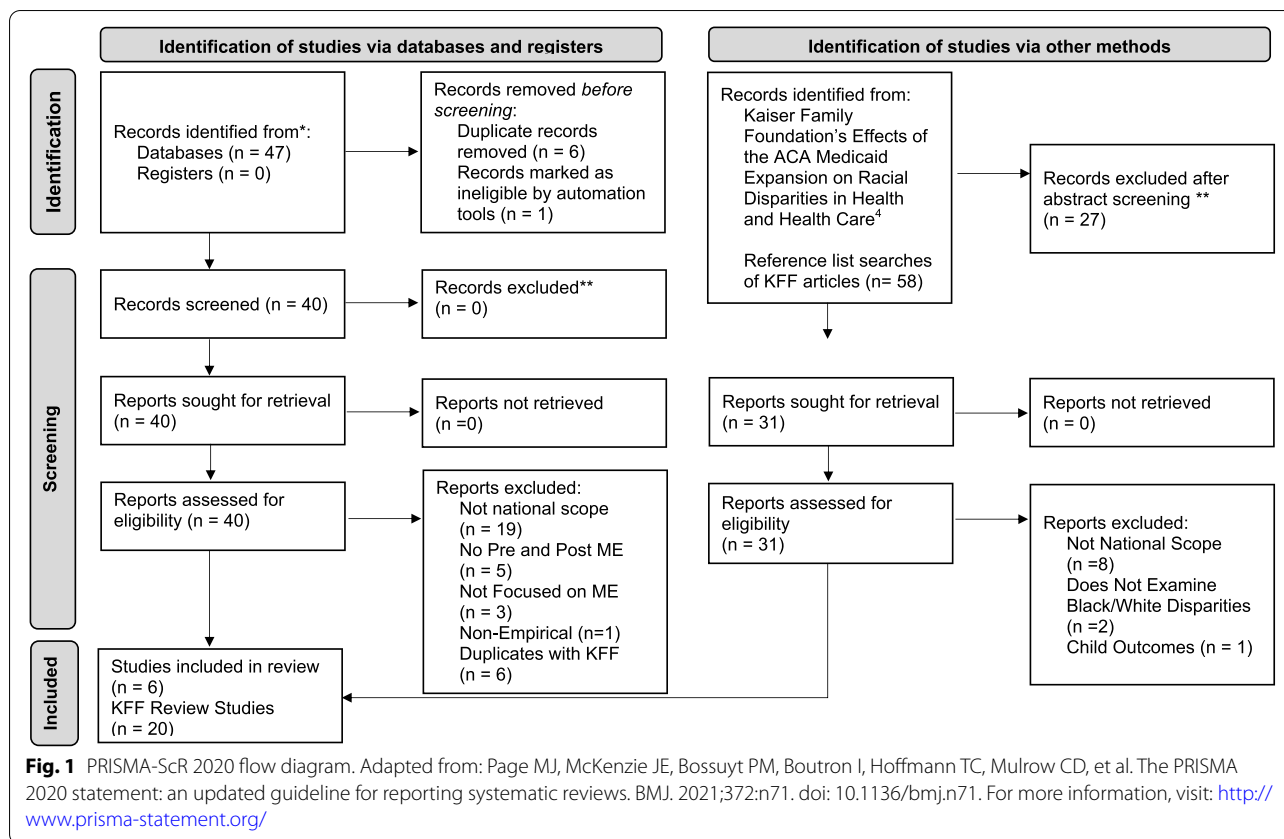 Identification of studies via databases and registers
Identification of studies via other methods
Identification
Records identified from*:
Databases (n = 47)
Registers (n = 0)
Records removed before
screening:
Duplicate records
removed (n = 6)
Records marked as
ineligible by automation
tools (n = 1)
Records identified from:
Kaiser Family
Foundation's Effects of
the ACA Medicaid
Expansion on Racial
Disparities in Health
and Health Care4
Reference list searches
of KFF articles (n= 58)
Records excluded after
abstract screening **
(n = 27)
Screening
Records screened (n = 40)
Records excluded**
(n = 0)
Reports sought for retrieval
(n = 40)
Reports not retrieved
(n =0)
Reports sought for retrieval
(n = 31)
Reports not retrieved
(n = 0)
Reports assessed for
eligibility (n = 40)
Reports excluded:
Not national scope
(n = 19)
No Pre and Post ME
(n = 5)
Not Focused on ME
(n = 3)
Non-Empirical (n=1)
Duplicates with KFF
(n = 6)
Reports assessed for
eligibility
(n = 31)
Reports excluded:
Not National Scope
(n =8)
Does Not Examine
Black/White Disparities
(n =2)
Child Outcomes (n = 1)
Included
Studies included in review
(n = 6)
KFF Review Studies
(n = 20)
Fig. 1 PRISMA-ScR 2020 flow diagram. Adapted from: Page MJ, McKenzie JE, Bossuyt PM, Boutron I, Hoffmann TC, Mulrow CD, et al. The PRISMA
2020 statement: an updated guideline for reporting systematic reviews. BMJ. 2021;372:n71. doi: 10.1136/bmj.n71. For more information, visit: http://
www.prisma-statement.org/